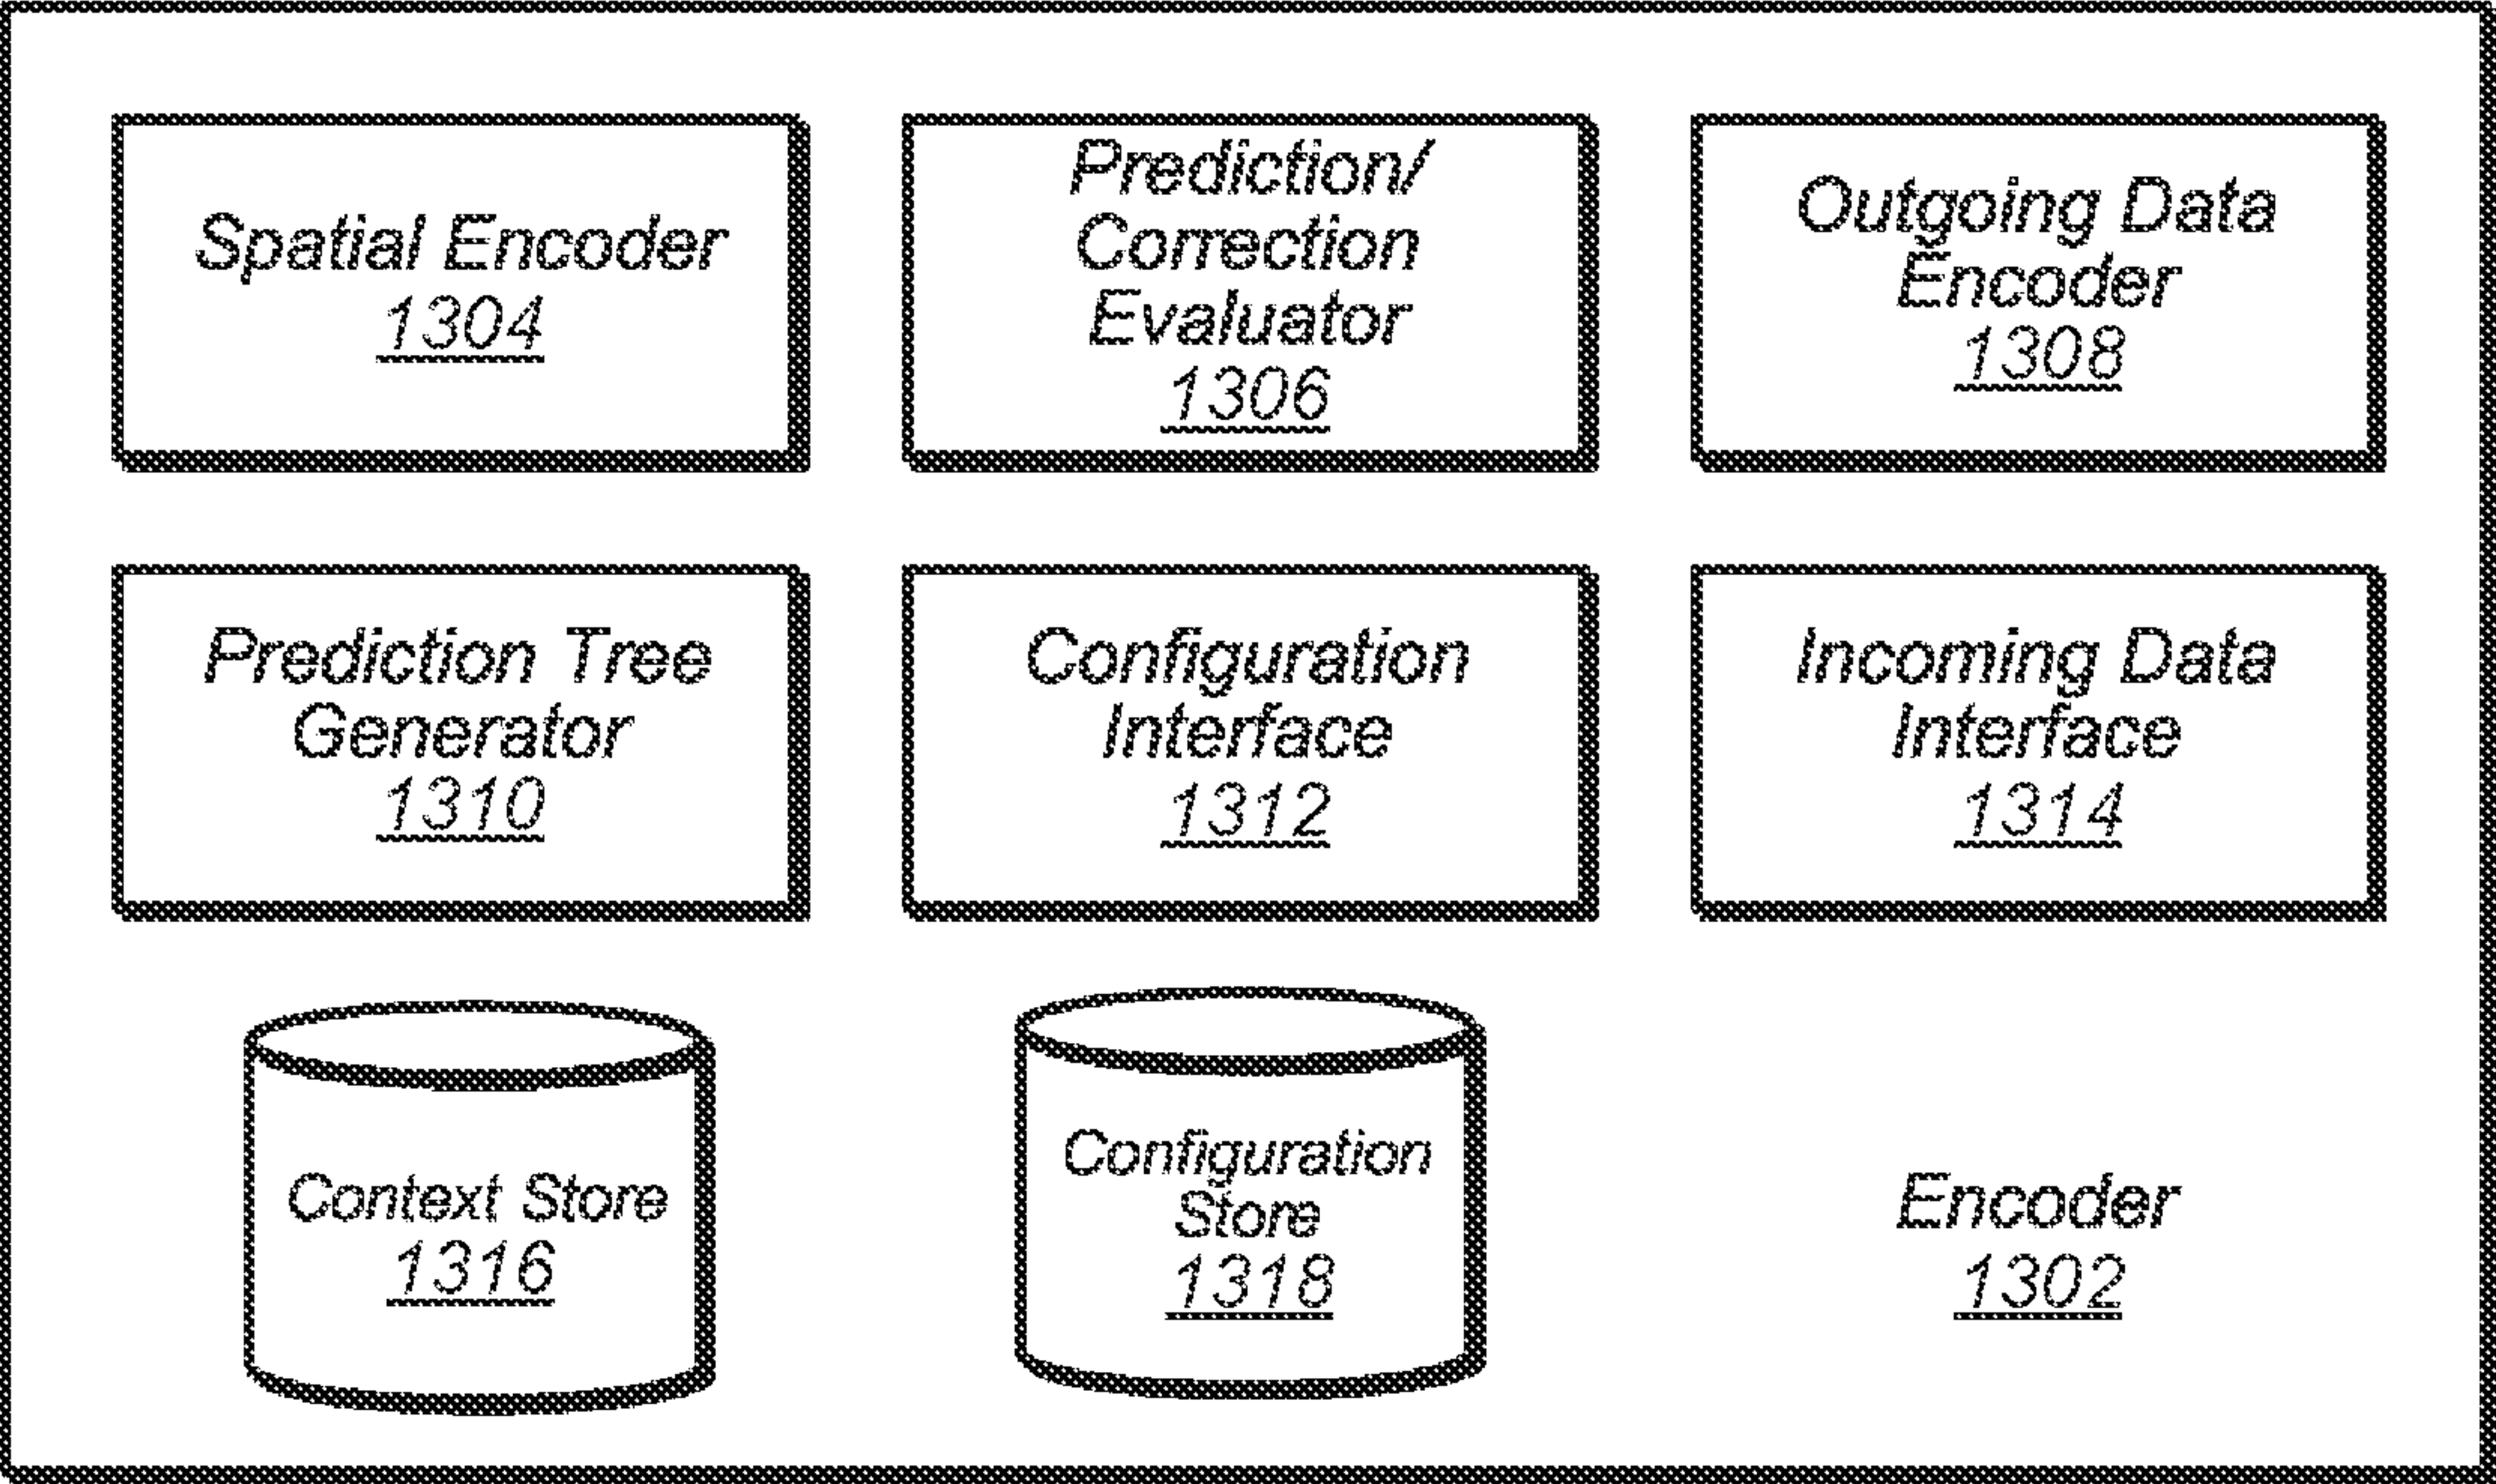 Spatial Encoder
1304
Prediction/
Correction
Evaluator
1306
Outgoing Data
Encoder
1308
Prediction Tree
Generator
1310
Configuration
Interface
1312
Incoming Data
Interface
1314
Context Store
1316
Configuration
Store
1318
Encoder
1302